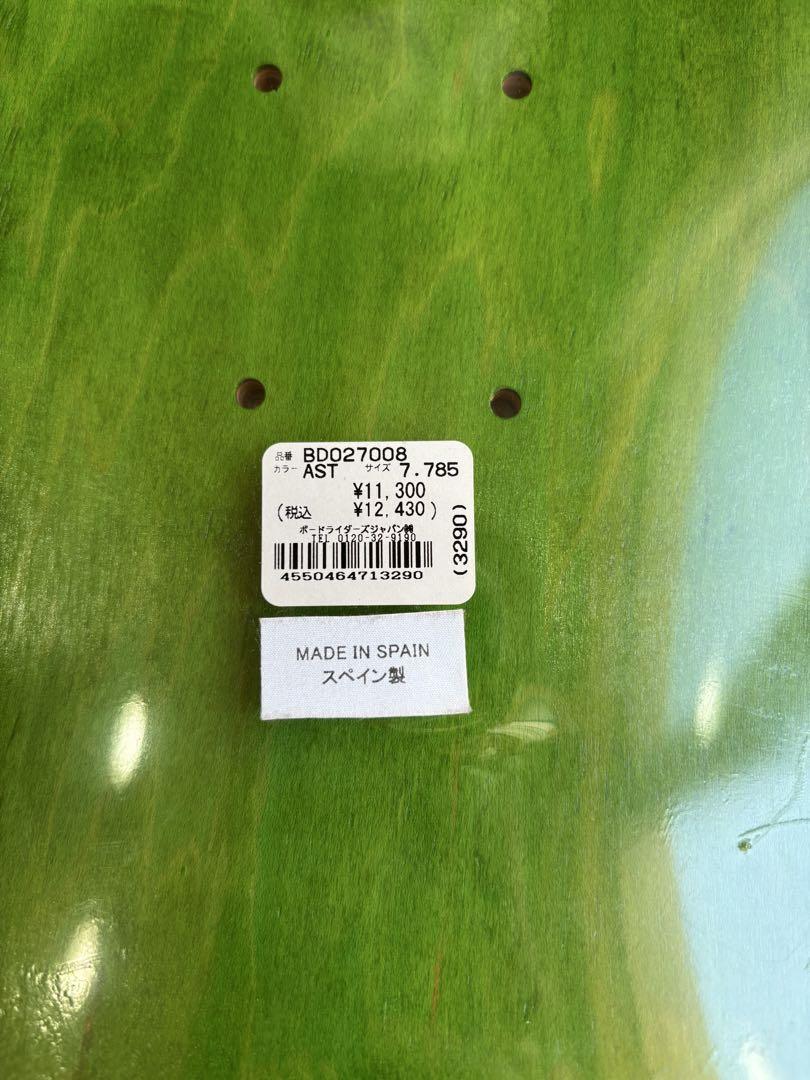 品番 BD027008
カラー AST サイズ 7.785
¥11,300
(税込 ¥12,430)
ボードライダーズジャパン㈱
TEL 0120-32-9190
4550464713290
(3290)
MADE IN SPAIN
スペイン製